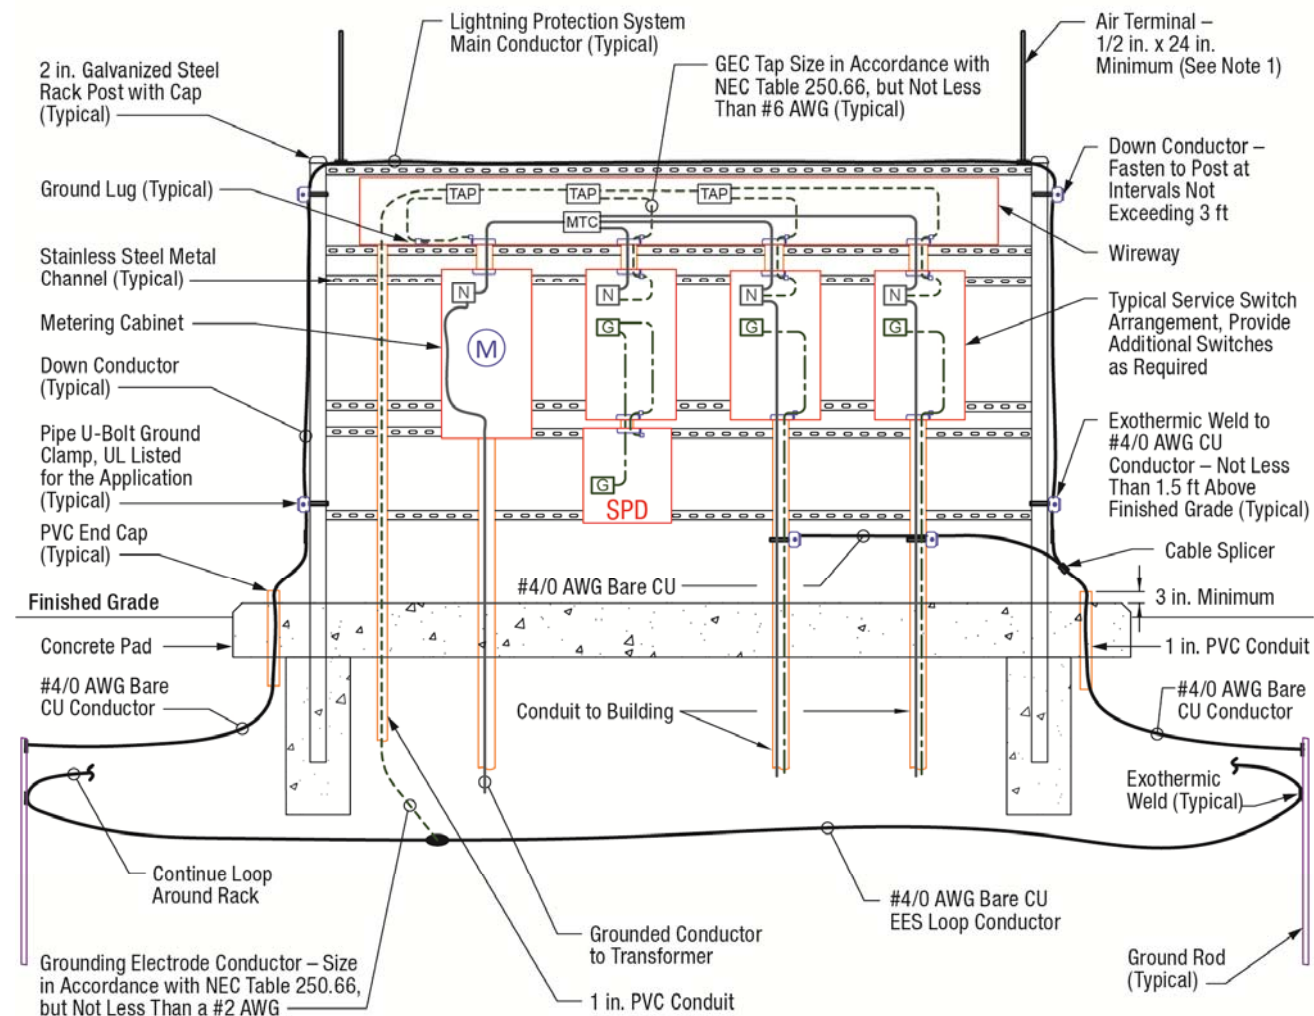 Lightning Protection System
Main Conductor (Typical)
Air Terminal –
1/2 in. x 24 in.
Minimum (See Note 1)
2 in. Galvanized Steel
Rack Post with Cap
(Typical)
GEC Tap Size in Accordance with
NEC Table 250.66, but Not Less
Than #6 AWG (Typical)
Down Conductor –
Fasten to Post at
Intervals Not
Exceeding 3 ft
Ground Lug (Typical)
TAP
TAP
TAP
MTC
Wireway
Stainless Steel Metal
Channel (Typical)
N
N
N
N
Typical Service Switch
Arrangement, Provide
Additional Switches
as Required
Metering Cabinet
M
G
G
G
Down Conductor
(Typical)
Pipe U-Bolt Ground
Clamp, UL Listed
for the Application
(Typical)
Exothermic Weld to
#4/0 AWG CU
Conductor – Not Less
Than 1.5 ft Above
Finished Grade (Typical)
G
SPD
PVC End Cap
(Typical)
Cable Splicer
#4/0 AWG Bare CU
3 in. Minimum
Finished Grade
Concrete Pad
1 in. PVC Conduit
#4/0 AWG Bare
CU Conductor
#4/0 AWG Bare
CU Conductor
Conduit to Building
Exothermic
Weld (Typical)
Continue Loop
Around Rack
#4/0 AWG Bare CU
EES Loop Conductor
Grounded Conductor
to Transformer
Ground Rod
(Typical)
Grounding Electrode Conductor – Size
in Accordance with NEC Table 250.66,
but Not Less Than a #2 AWG
1 in. PVC Conduit